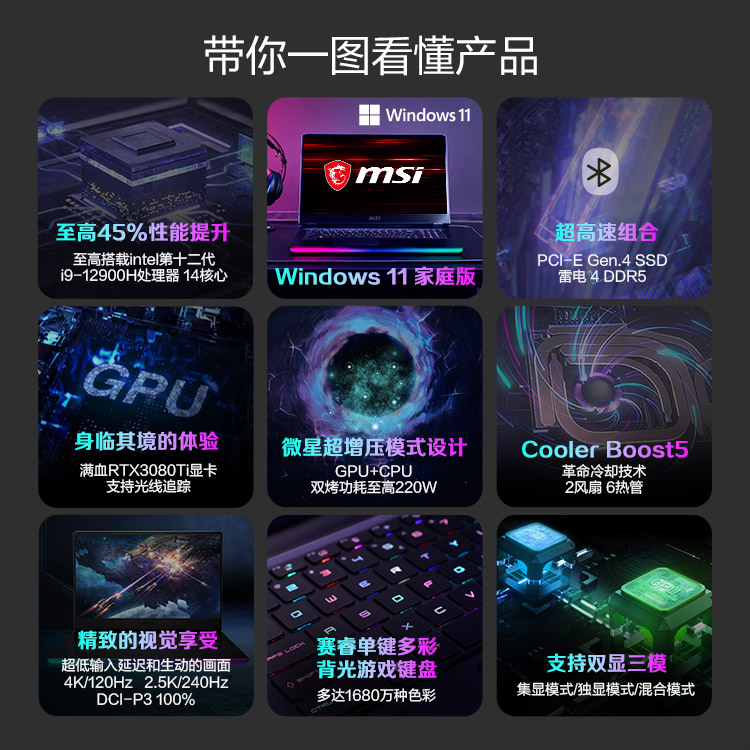 带你一图看懂产品
至高45%性能提升
至高搭载intel第十二代
i9-12900H处理器 14核心
Windows 11
msi
msi
Windows 11 家庭版
超高速组合
PCI-E Gen.4 SSD
雷电 4 DDR5
GPU
身临其境的体验
满血RTX3080Ti显卡
支持光线追踪
微星超增压模式设计
GPU+CPU
双烤功耗至高220W
Cooler Boost5
革命冷却技术
2风扇 6热管
精致的视觉享受
超低输入延迟和生动的画面
4K/120Hz 2.5K/240Hz
DCI-P3 100%
赛睿单键多彩
背光游戏键盘
多达1680万种色彩
GPU
支持双显三模
集显模式/独显模式/混合模式